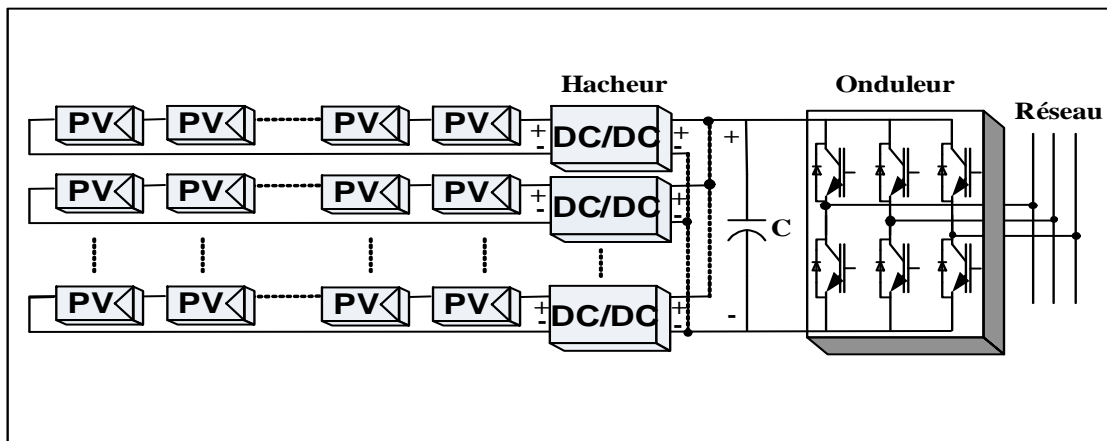 Hacheur
Onduleur
Réseau
PV PV PV PV + - DC/DC + - +
PV PV PV PV + - DC/DC + -
C
PV PV PV PV + - DC/DC + - -